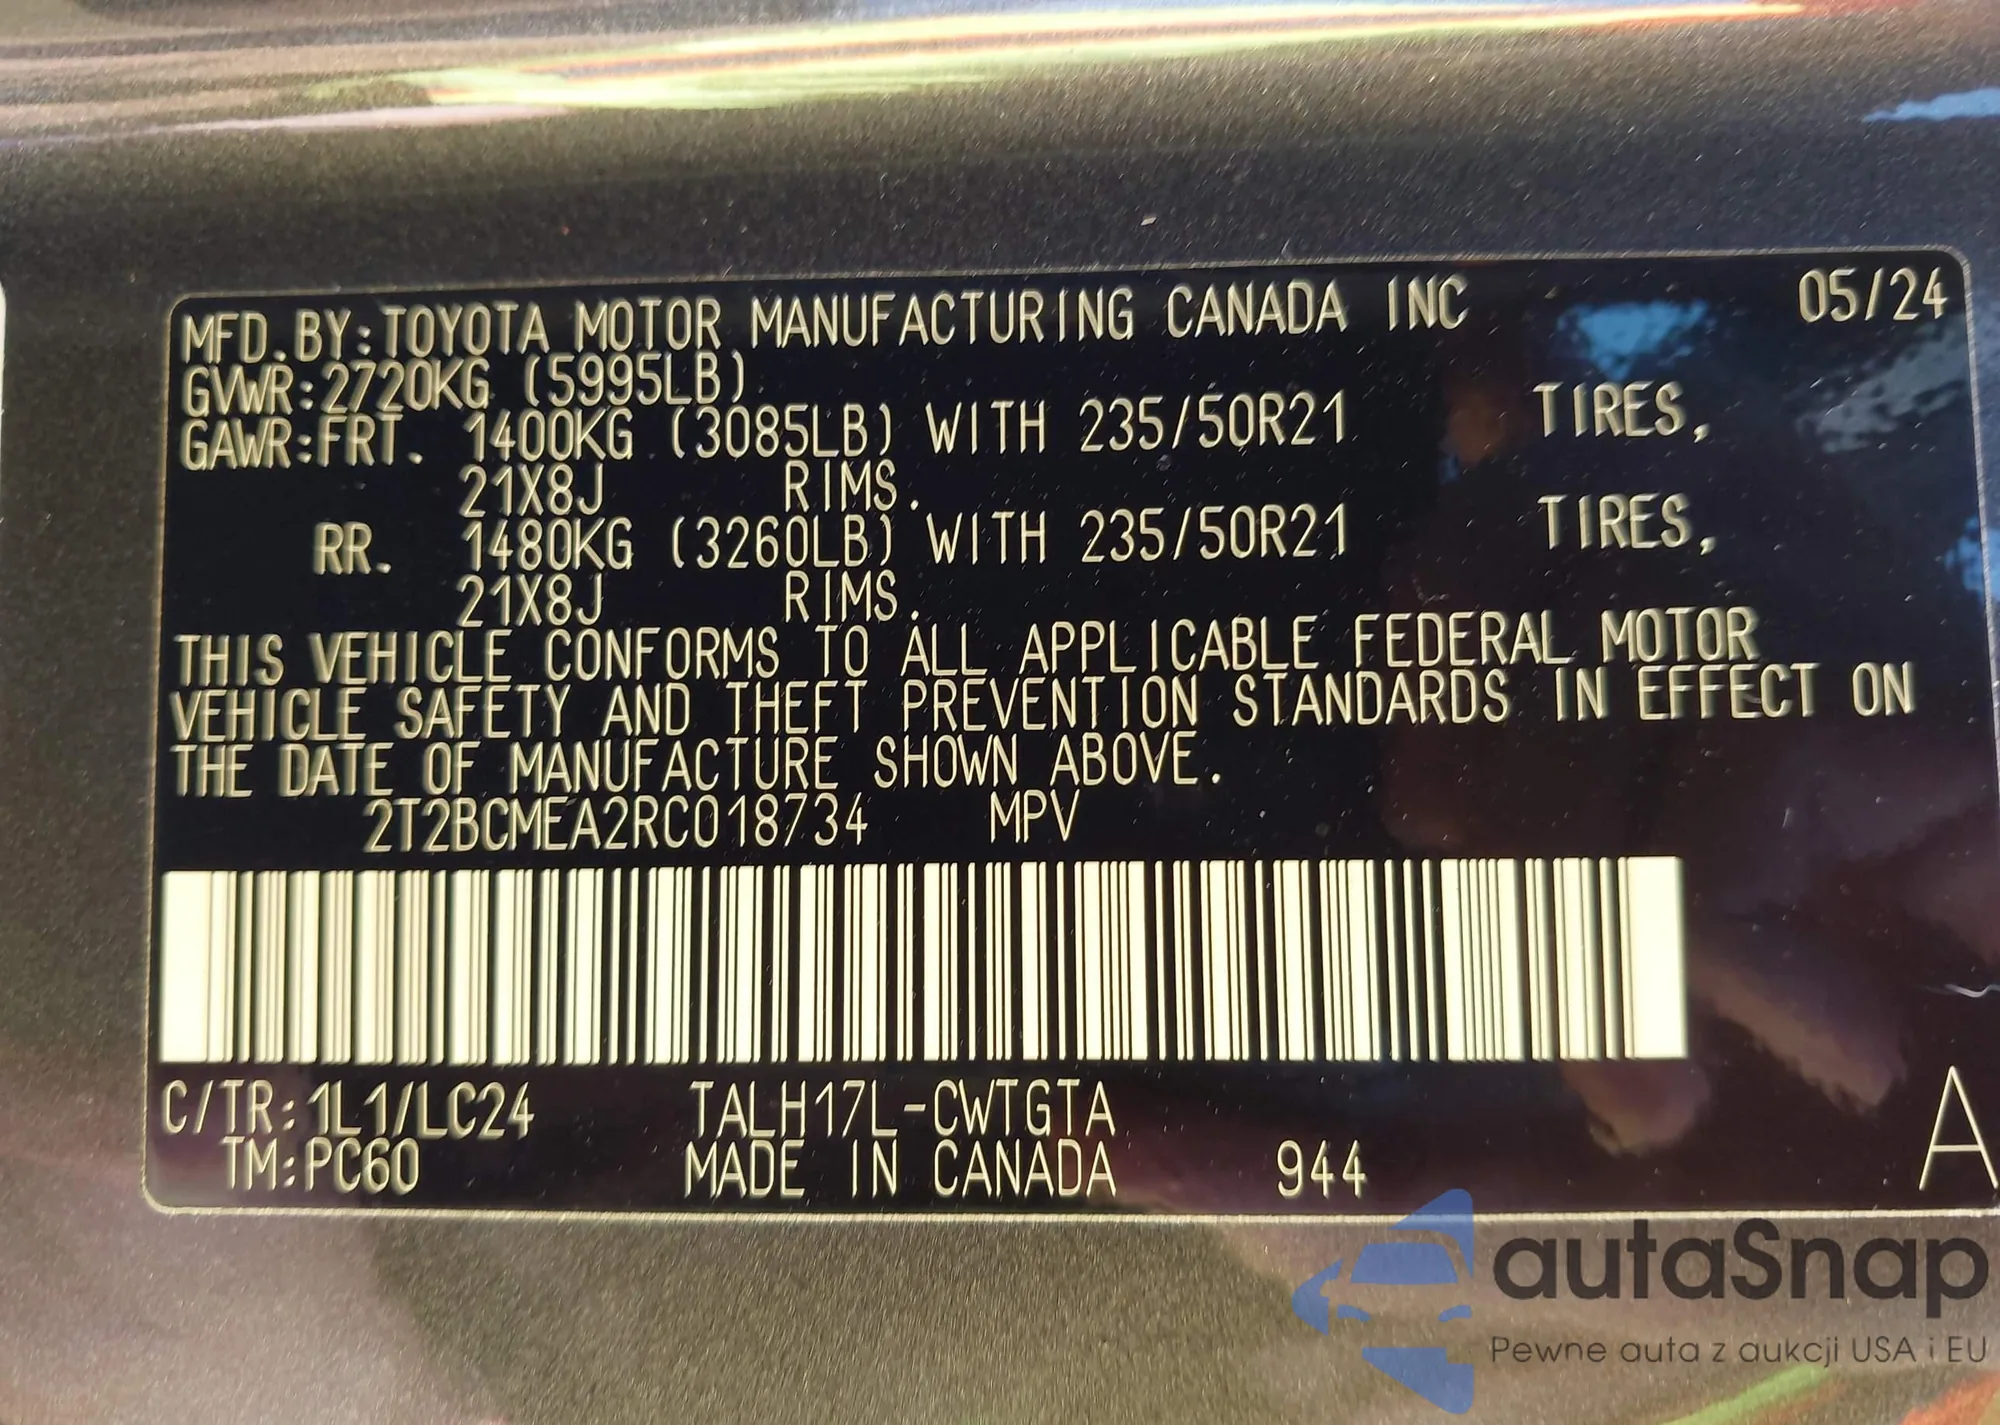 MFD. BY:TOYOTA MOTOR MANUFACTURING CANADA INC 05/24
GVWR:2720KG (5995LB)
GAWR:FRT. 1400KG (3085LB) WITH 235/50R21 TIRES,
21X8J RIMS.
RR. 1480KG (3260LB) WITH 235/50R21 TIRES,
21X8J RIMS.
THIS VEHICLE CONFORMS TO ALL APPLICABLE FEDERAL MOTOR
VEHICLE SAFETY AND THEFT PREVENTION STANDARDS IN EFFECT ON
THE DATE OF MANUFACTURE SHOWN ABOVE.
2T2BCMEA2RC018734 MPV
C/TR:1L1/LC24 TALH17L-CWTGTA
TM:PC60 MADE IN CANADA 944 A
autaSnap
Pewne auta z aukcji USA i EU